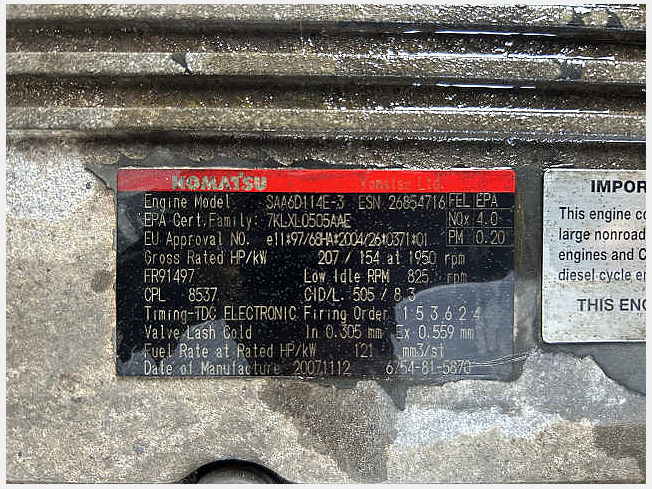 KOMATSU Komatsu Ltd.
Engine Model SAA6D114E-3 ESN 26854716 FEL EPA
EPA Cert.Family: 7KLXL0505AAE NOx 4.0
EU Approval NO. e11*97/68HA*2004/26*0371*01 PM 0.20
Gross Rated HP/kW 207 / 154 at 1950 rpm
FR91497 Low Idle RPM 825 rpm
CPL 8537 CID/L. 505 / 8.3
Timing-TDC ELECTRONIC Firing Order 1 5 3 6 2 4
Valve Lash Cold In 0.305 mm Ex 0.559 mm
Fuel Rate at Rated HP/kW 121 mm3/st
Date of Manufacture 20071112 6754-81-5870
IMPOR
This engine co
large nonroad
engines and C
diesel cycle en
THIS ENG